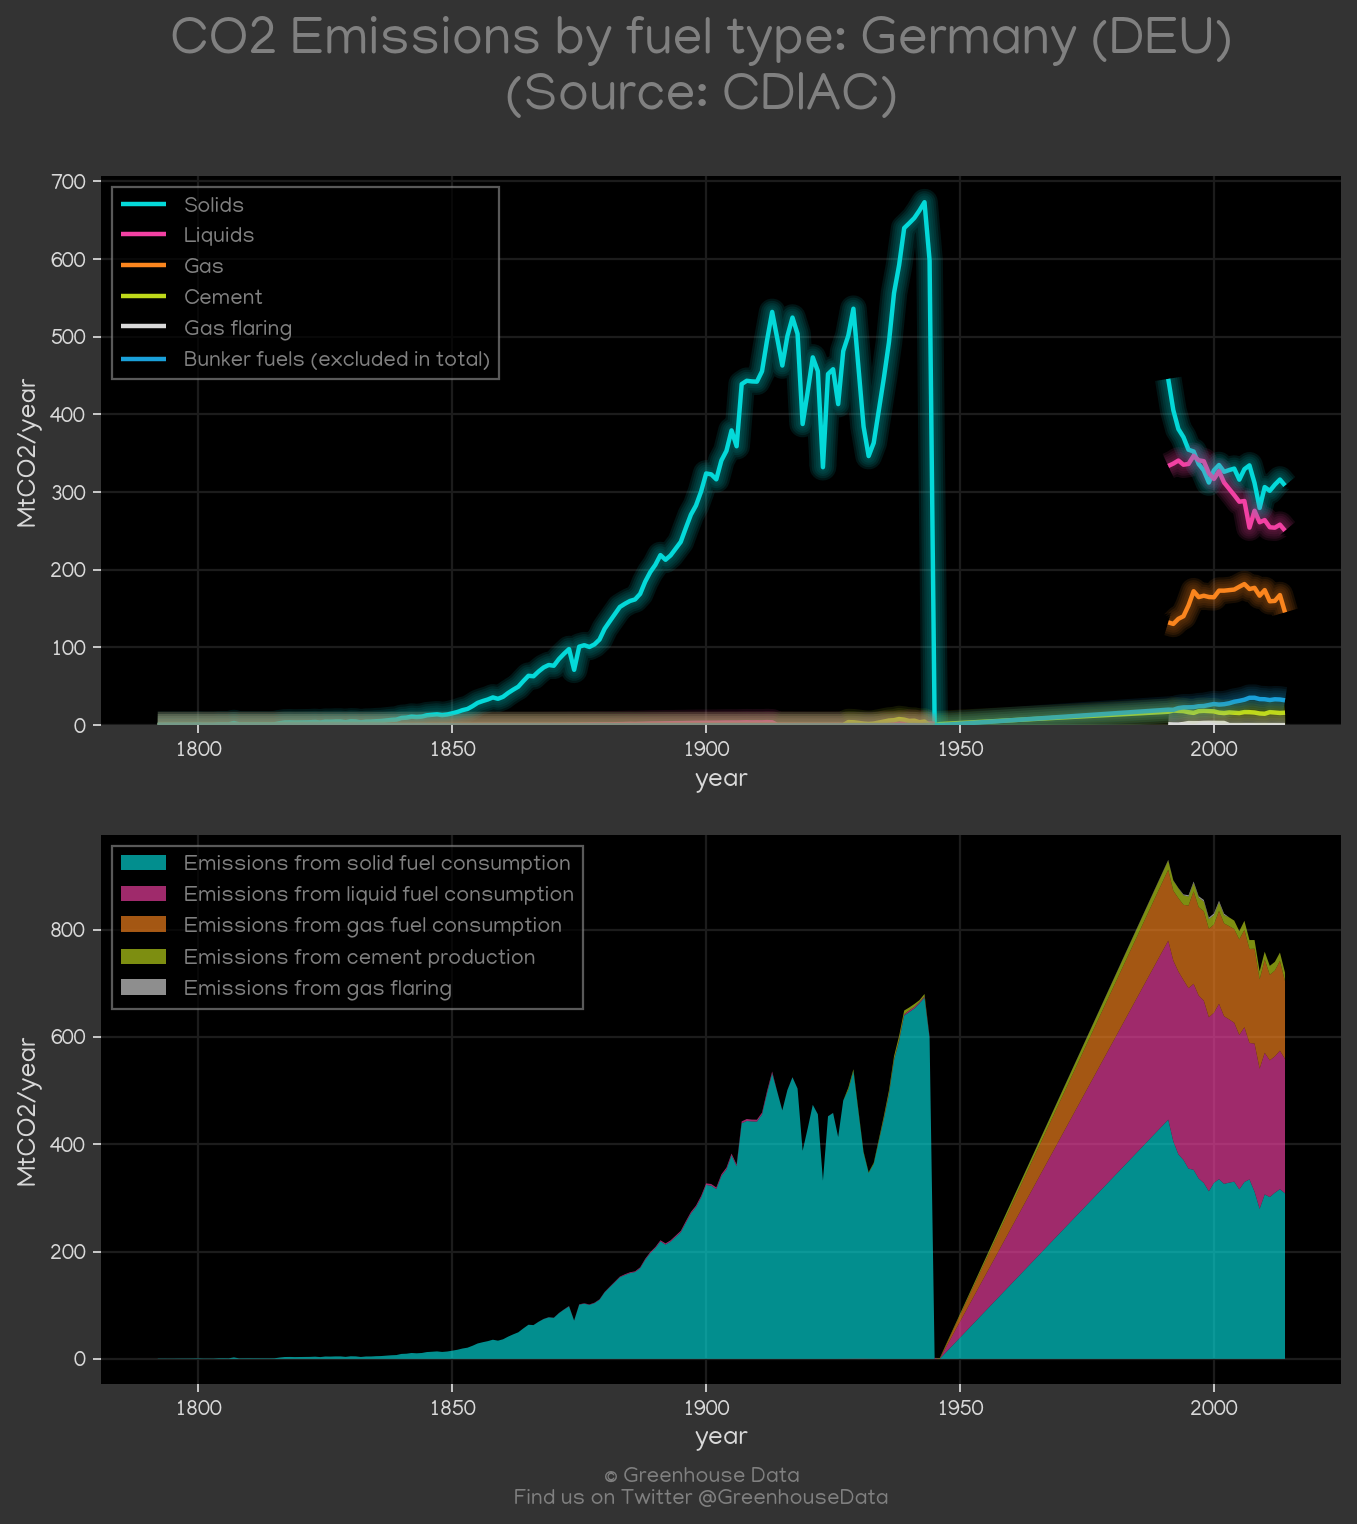 CO2 Emissions by fuel type: Germany (DEU)
(Source: CDIAC)
700
600
500
400
300
200
100
0
MtCO2/year
Solids
Liquids
Gas
Cement
Gas flaring
Bunker fuels (excluded in total)
1800
1850
1900
1950
2000
year
800
600
400
200
0
MtCO2/year
Emissions from solid fuel consumption
Emissions from liquid fuel consumption
Emissions from gas fuel consumption
Emissions from cement production
Emissions from gas flaring
1800
1850
1900
1950
2000
year
© Greenhouse Data
Find us on Twitter @GreenhouseData